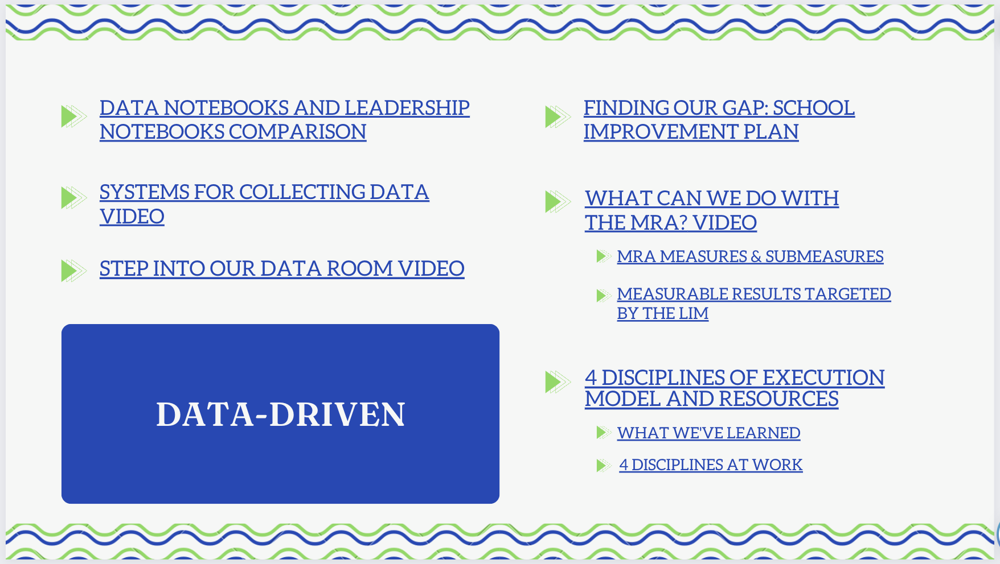 DATA NOTEBOOKS AND LEADERSHIP
NOTEBOOKS COMPARISON
SYSTEMS FOR COLLECTING DATA
VIDEO
STEP INTO OUR DATA ROOM VIDEO
DATA-DRIVEN
FINDING OUR GAP: SCHOOL
IMPROVEMENT PLAN
WHAT CAN WE DO WITH
THE MRA? VIDEO
MRA MEASURES & SUBMEASURES
MEASURABLE RESULTS TARGETED
BY THE LIM
4 DISCIPLINES OF EXECUTION
MODEL AND RESOURCES
WHAT WE'VE LEARNED
4 DISCIPLINES AT WORK